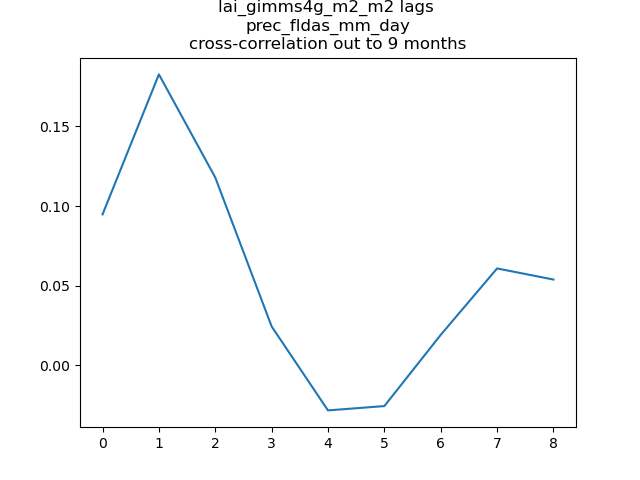 lai_gimms4g_m2_m2 lags
prec_fldas_mm_day
cross-correlation out to 9 months
0.15
0.10
0.05
0.00
0 1 2 3 4 5 6 7 8